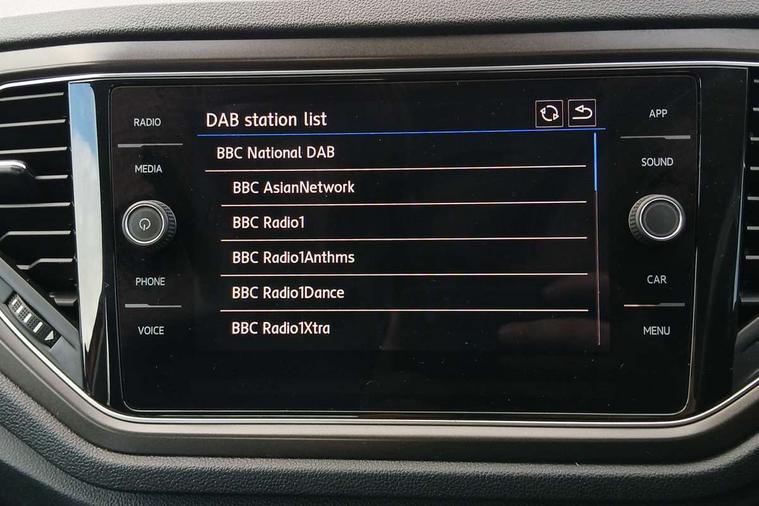 RADIO
MEDIA
PHONE
VOICE
DAB station list
BBC National DAB
BBC AsianNetwork
BBC Radio1
BBC Radio1Anthms
BBC Radio1Dance
BBC Radio1Xtra
APP
SOUND
CAR
MENU